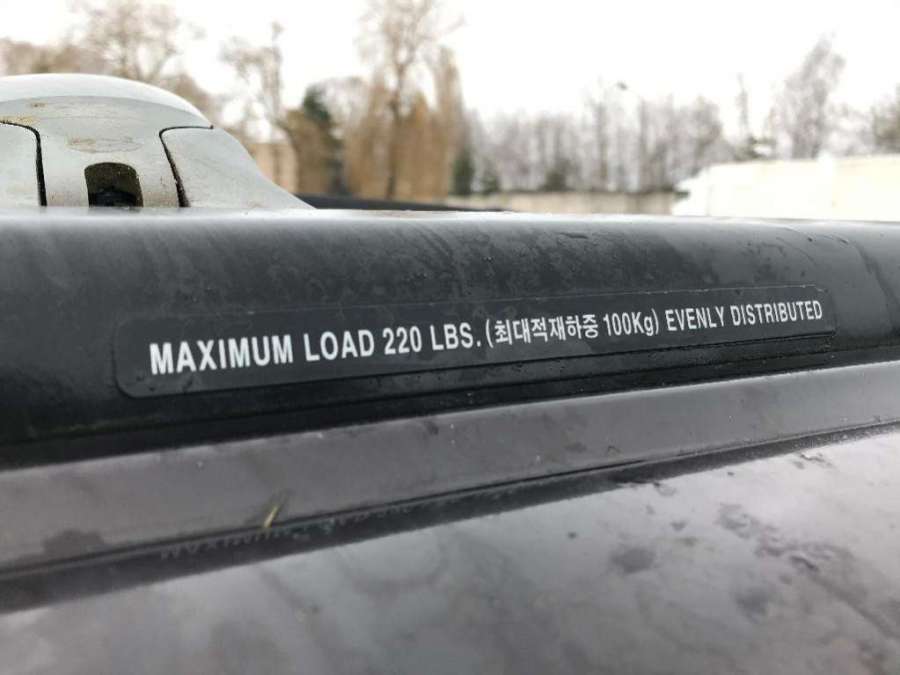 MAXIMUM LOAD 220 LBS. (최대적재하중 100Kg) EVENLY DISTRIBUTED